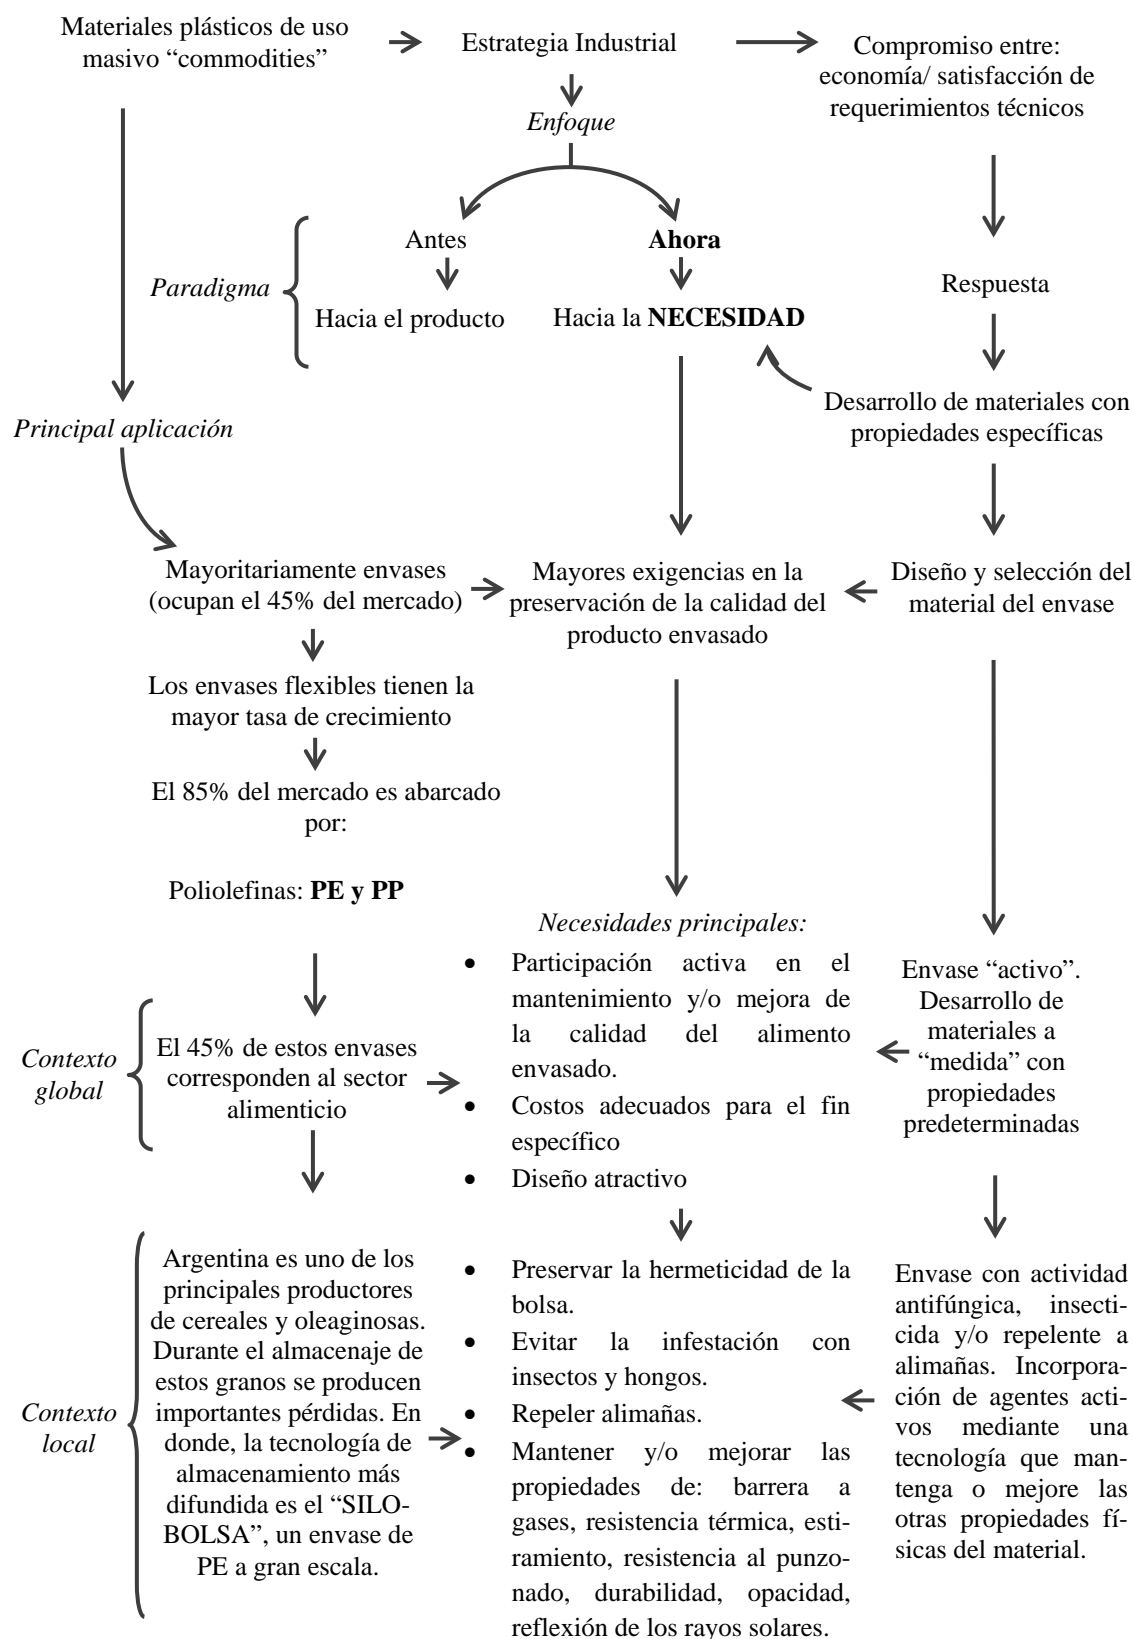 Materiales plásticos de uso
masivo “commodities”
Estrategia Industrial
Compromiso entre:
economía/ satisfacción de
requerimientos técnicos
Enfoque
Antes
Ahora
Paradigma
Hacia el producto
Hacia la NECESIDAD
Respuesta
Desarrollo de materiales con
propiedades específicas
Principal aplicación
Mayoritariamente envases
(ocupan el 45% del mercado)
Mayores exigencias en la
preservación de la calidad del
producto envasado
Diseño y selección del
material del envase
Los envases flexibles tienen la
mayor tasa de crecimiento
El 85% del mercado es abarcado
por:
Poliolefinas: PE y PP
Contexto
global
El 45% de estos envases
corresponden al sector
alimenticio
Necesidades principales:
• Participación activa en el
mantenimiento y/o mejora de
la calidad del alimento
envasado.
• Costos adecuados para el fin
específico
• Diseño atractivo
Envase “activo”.
Desarrollo de
materiales a
“medida” con
propiedades
predeterminadas
Contexto
local
Argentina es uno de los
principales productores
de cereales y oleaginosas.
Durante el almacenaje de
estos granos se producen
importantes pérdidas. En
donde, la tecnología de
almacenamiento más
difundida es el “SILO-
BOLSA”, un envase de
PE a gran escala.
• Preservar la hermeticidad de la
bolsa.
• Evitar la infestación con
insectos y hongos.
• Repeler alimañas.
• Mantener y/o mejorar las
propiedades de: barrera a
gases, resistencia térmica, esti-
ramiento, resistencia al punzo-
nado, durabilidad, opacidad,
reflexión de los rayos solares.
Envase con actividad
antifúngica, insecti-
cida y/o repelente a
alimañas. Incorpora-
ción de agentes acti-
vos mediante una
tecnología que man-
tenga o mejore las
otras propiedades fí-
sicas del material.